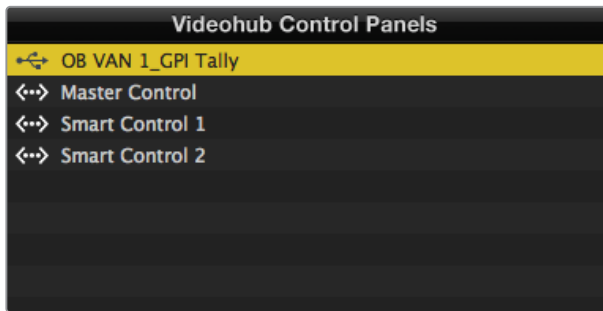 Videohub Control Panels
OB VAN 1_GPI Tally
Master Control
Smart Control 1
Smart Control 2